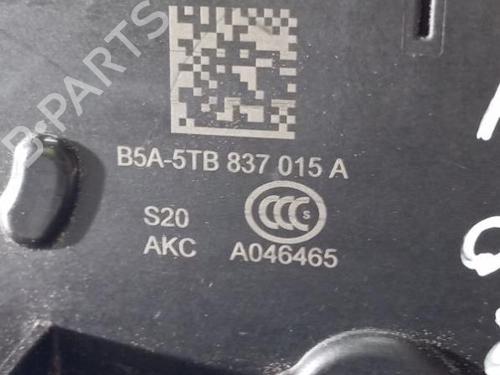 B-PARTS
B5A-5TB 837 015 A
S20
CCC S
AKC A046465